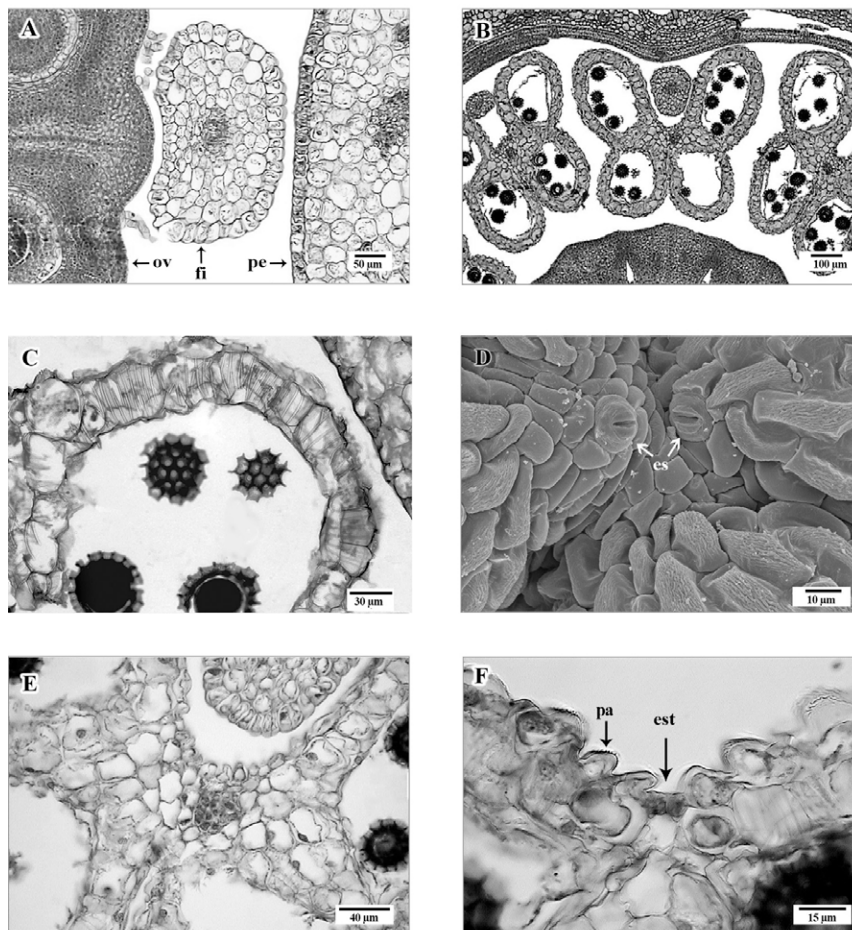 A
← ov
↑
fi
pe →
50 µm
B
100 µm
C
30 µm
D
es
10 µm
E
40 µm
F
pa
est
15 µm